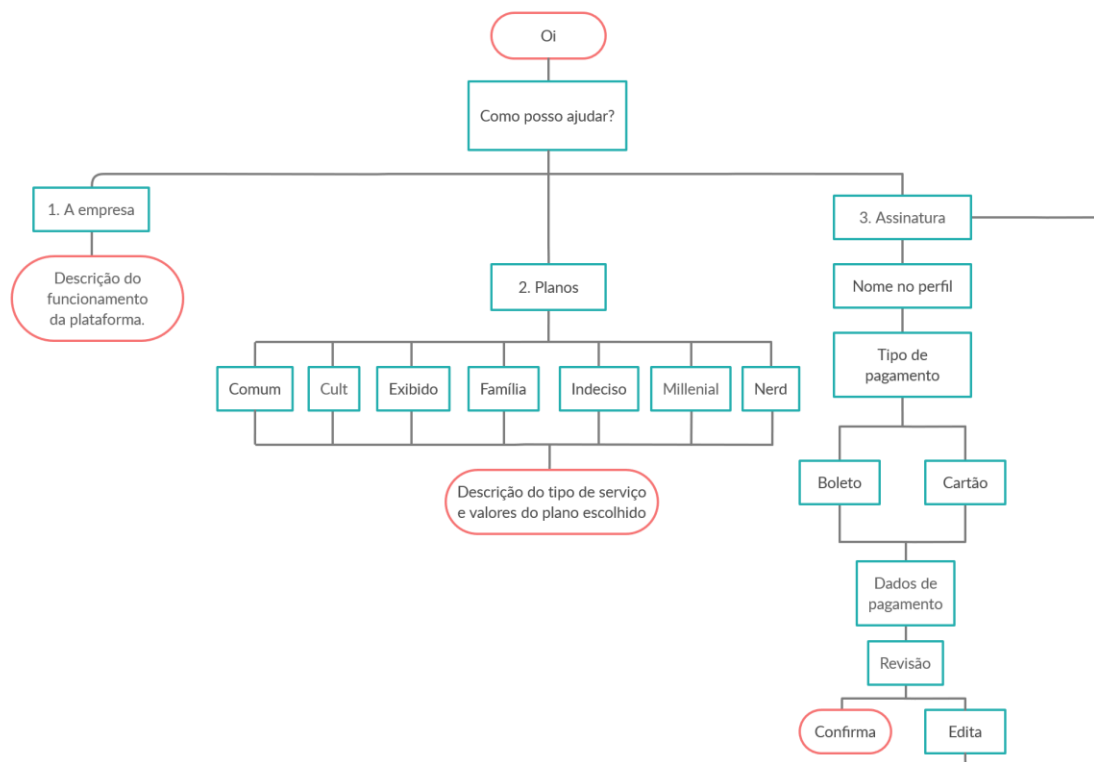 Oi
Como posso ajudar?
1. A empresa
3. Assinatura
Descrição do
funcionamento
da plataforma.
2. Planos
Nome no perfil
Tipo de
pagamento
Comum
Cult
Exibido
Família
Indeciso
Millenial
Nerd
Descrição do tipo de serviço
e valores do plano escolhido
Boleto
Cartão
Dados de
pagamento
Revisão
Confirma
Edita